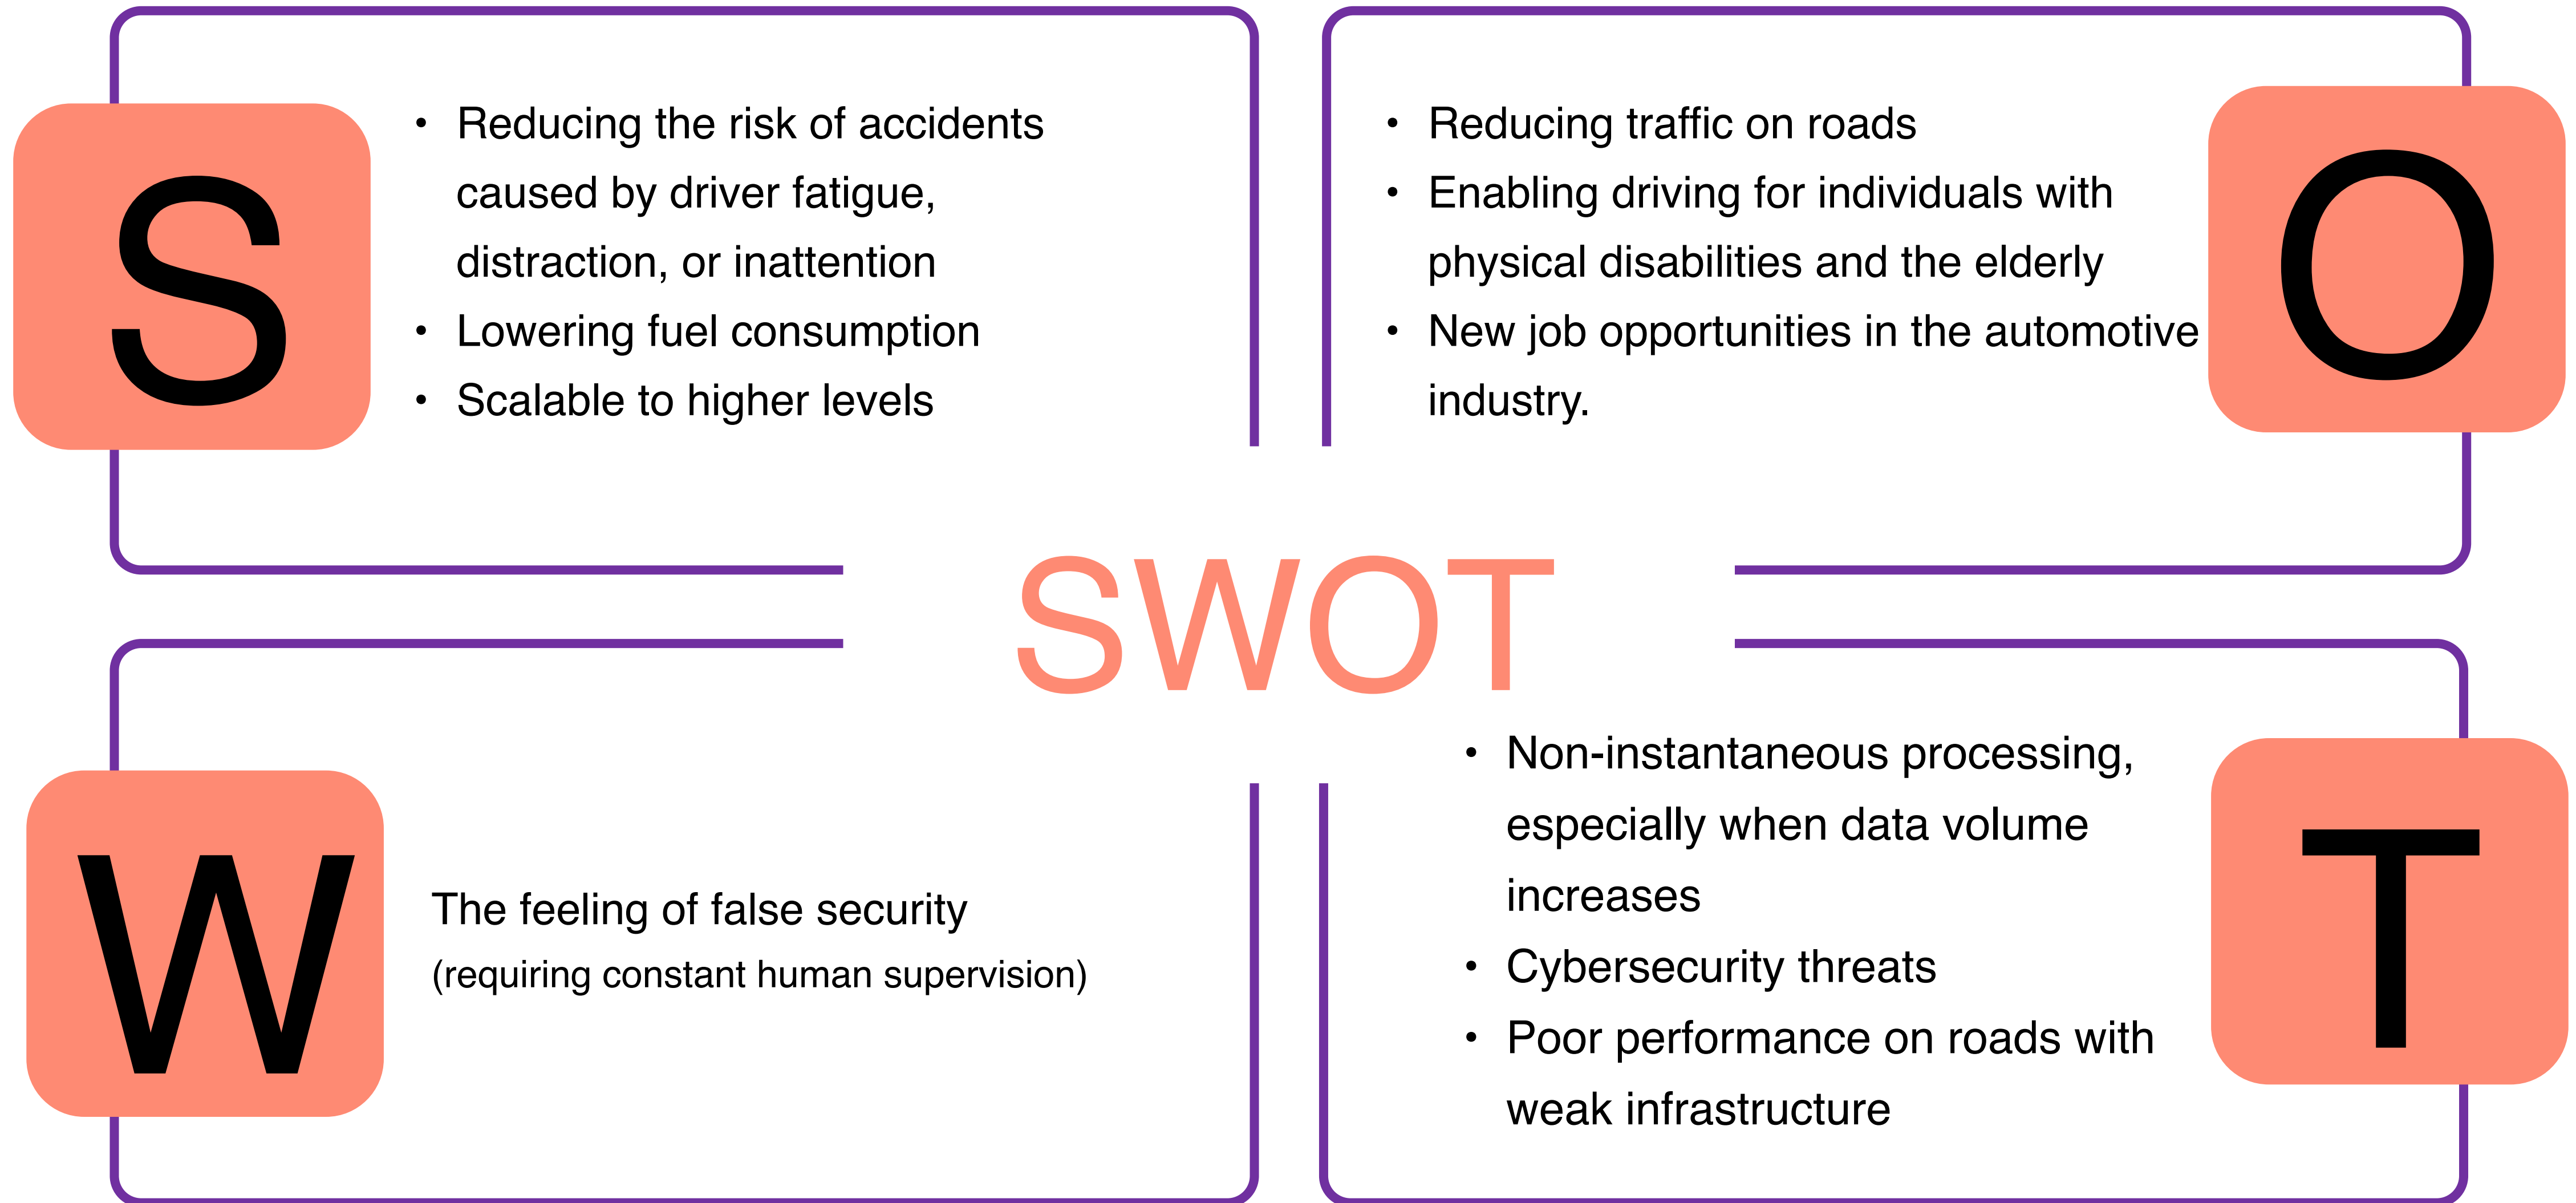 S
• Reducing the risk of accidents
caused by driver fatigue,
distraction, or inattention
• Lowering fuel consumption
• Scalable to higher levels
• Reducing traffic on roads
• Enabling driving for individuals with
physical disabilities and the elderly
• New job opportunities in the automotive
industry.
O
SWOT
W
The feeling of false security
(requiring constant human supervision)
• Non-instantaneous processing,
especially when data volume
increases
• Cybersecurity threats
• Poor performance on roads with
weak infrastructure
T